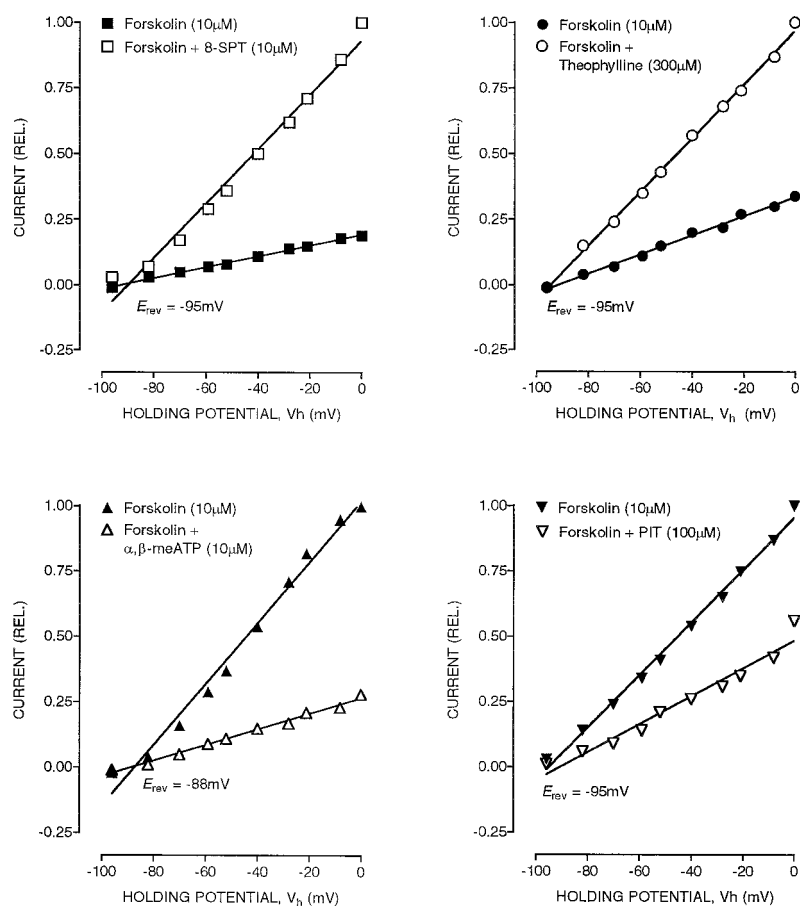 Forskolin (10µM)
Forskolin + 8-SPT (10µM)
1.00
0.75
0.50
0.25
0.00
-0.25
CURRENT (REL.)
Erev = -95mV
-100 -80 -60 -40 -20 0
HOLDING POTENTIAL, Vh (mV)
Forskolin (10µM)
Forskolin +
Theophylline (300µM)
1.00
0.75
0.50
0.25
0.00
-0.25
CURRENT (REL.)
Erev = -95mV
-100 -80 -60 -40 -20 0
HOLDING POTENTIAL, Vh (mV)
Forskolin (10µM)
Forskolin +
α,β-meATP (10µM)
1.00
0.75
0.50
0.25
0.00
-0.25
CURRENT (REL.)
Erev = -88mV
-100 -80 -60 -40 -20 0
HOLDING POTENTIAL, Vh (mV)
Forskolin (10µM)
Forskolin + PIT (100µM)
1.00
0.75
0.50
0.25
0.00
-0.25
CURRENT (REL.)
Erev = -95mV
-100 -80 -60 -40 -20 0
HOLDING POTENTIAL, Vh (mV)